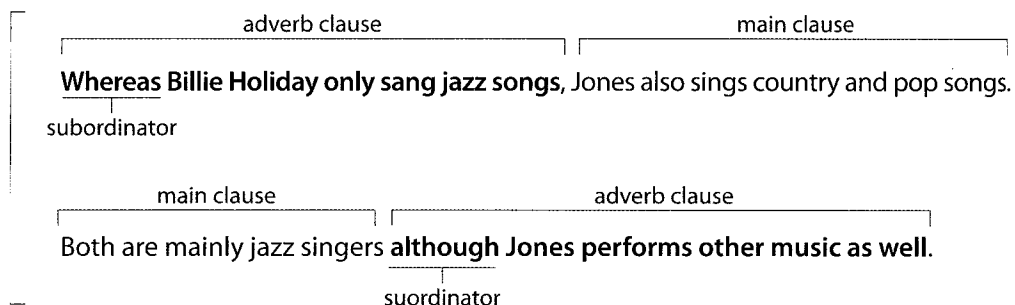 adverb clause main clause
Whereas Billie Holiday only sang jazz songs, Jones also sings country and pop songs.
subordinator
main clause adverb clause
Both are mainly jazz singers although Jones performs other music as well.
suordinator